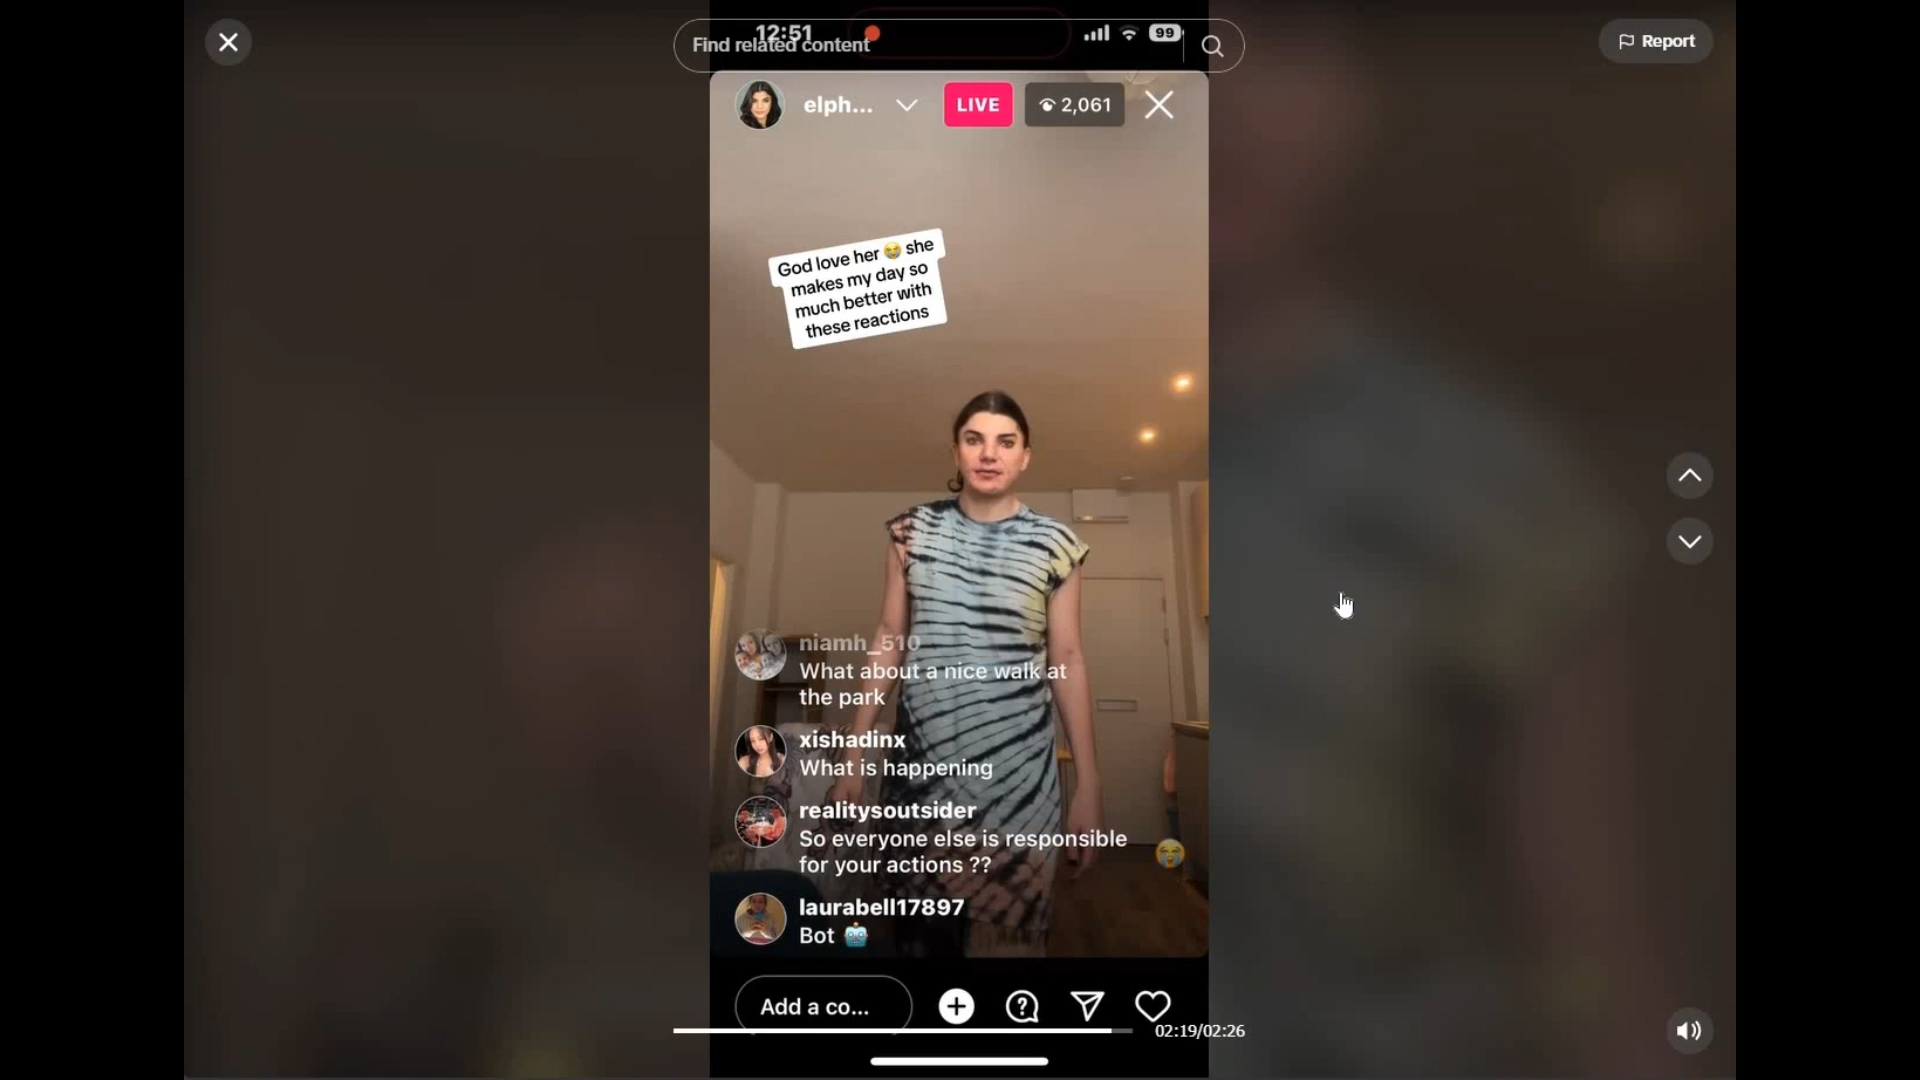 12:51
99
Find related content
Report
elph...
LIVE
2,061
God love her 😭 she
makes my day so
much better with
these reactions
niamh_510
What about a nice walk at
the park
xishadinx
What is happening
realitysoutsider
So everyone else is responsible
for your actions ??
laurabell17897
Bot 🤖
Add a co...
02:19/02:26